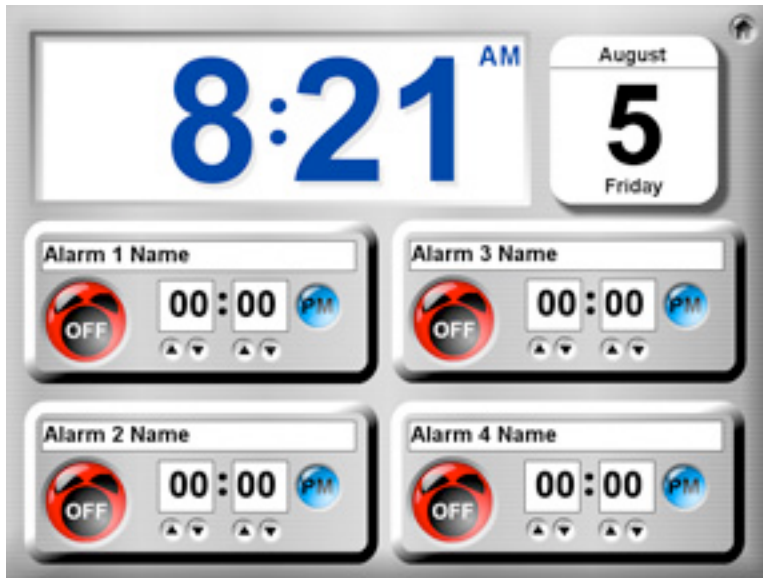 8:21 AM
August
5
Friday
Alarm 1 Name
OFF 00:00 PM
Alarm 3 Name
OFF 00:00 PM
Alarm 2 Name
OFF 00:00 PM
Alarm 4 Name
OFF 00:00 PM